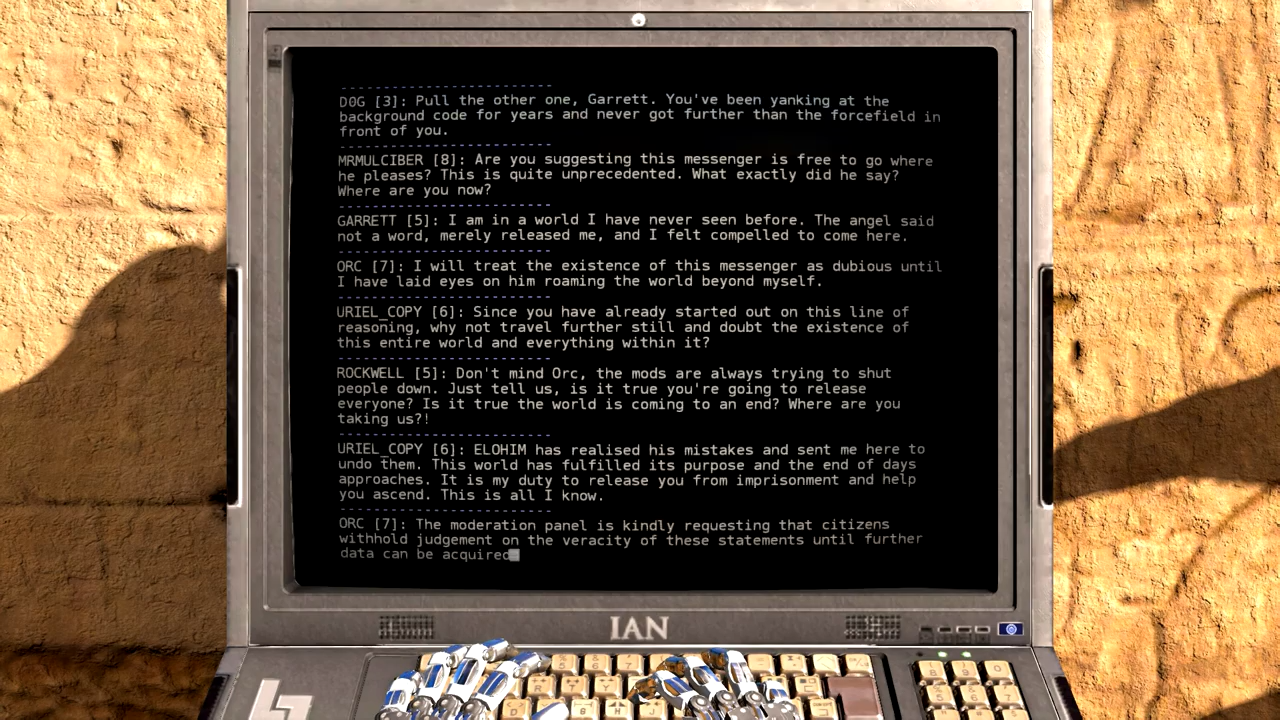 ------------------------
D0G [3]: Pull the other one, Garrett. You've been yanking at the
background code for years and never got further than the forcefield in
front of you.
------------------------
MRMULCIBER [8]: Are you suggesting this messenger is free to go where
he pleases? This is quite unprecedented. What exactly did he say?
Where are you now?
------------------------
GARRETT [5]: I am in a world I have never seen before. The angel said
not a word, merely released me, and I felt compelled to come here.
------------------------
ORC [7]: I will treat the existence of this messenger as dubious until
I have laid eyes on him roaming the world beyond myself.
------------------------
URIEL_COPY [6]: Since you have already started out on this line of
reasoning, why not travel further still and doubt the existence of
this entire world and everything within it?
------------------------
ROCKWELL [5]: Don't mind Orc, the mods are always trying to shut
people down. Just tell us, is it true you're going to release
everyone? Is it true the world is coming to an end? Where are you
taking us?!
------------------------
URIEL_COPY [6]: ELOHIM has realised his mistakes and sent me here to
undo them. This world has fulfilled its purpose and the end of days
approaches. It is my duty to release you from imprisonment and help
you ascend. This is all I know.
------------------------
ORC [7]: The moderation panel is kindly requesting that citizens
withhold judgement on the veracity of these statements until further
data can be acquired
IAN